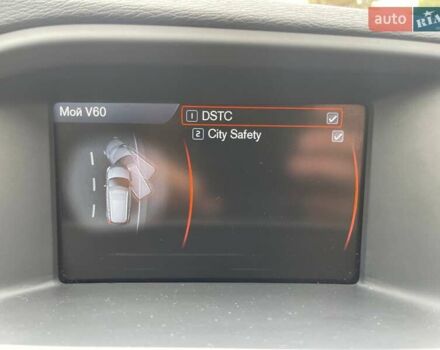 auto RIA
Мой V60
1 DSTC
2 City Safety